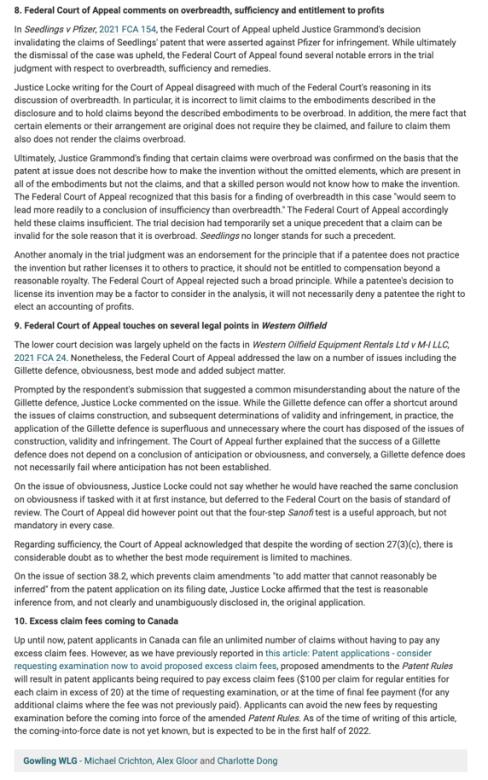 8. Federal Court of Appeal comments on overbreadth, sufficiency and entitlement to profits
In Seedlings v Pfizer, 2021 FCA 154, the Federal Court of Appeal upheld Justice Grammond's decision
invalidating the claims of Seedlings' patent that were asserted against Pfizer for infringement. While ultimately
the dismissal of the case was upheld, the Federal Court of Appeal found several notable errors in the trial
judgment with respect to overbreadth, sufficiency and remedies.
Justice Locke writing for the Court of Appeal disagreed with much of the Federal Court's reasoning in its
discussion of overbreadth. In particular, it is incorrect to limit claims to the embodiments described in the
disclosure and to hold claims beyond the described embodiments to be overbroad. In addition, the mere fact that
certain elements or their arrangement are original does not require they be claimed, and failure to claim them
also does not render the claims overbroad.
Ultimately, Justice Grammond's finding that certain claims were overbroad was confirmed on the basis that the
patent at issue does not describe how to make the invention without the omitted elements, which are present in
all of the embodiments but not the claims, and that a skilled person would not know how to make the invention.
The Federal Court of Appeal recognized that this basis for a finding of overbreadth in this case "would seem to
lead more readily to a conclusion of insufficiency than overbreadth." The Federal Court of Appeal accordingly
held these claims insufficient. The trial decision had temporarily set a unique precedent that a claim can be
invalid for the sole reason that it is overbroad. Seedlings no longer stands for such a precedent.
Another anomaly in the trial judgment was an endorsement for the principle that if a patentee does not practice
the invention but rather licenses it to others to practice, it should not be entitled to compensation beyond a
reasonable royalty. The Federal Court of Appeal rejected such a broad principle. While a patentee's decision to
license its invention may be a factor to consider in the analysis, it will not necessarily deny a patentee the right to
elect an accounting of profits.
9. Federal Court of Appeal touches on several legal points in Western Oilfield
The lower court decision was largely upheld on the facts in Western Oilfield Equipment Rentals Ltd v M-I LLC,
2021 FCA 24. Nonetheless, the Federal Court of Appeal addressed the law on a number of issues including the
Gillette defence, obviousness, best mode and added subject matter.
Prompted by the respondent's submission that suggested a common misunderstanding about the nature of the
Gillette defence, Justice Locke commented on the issue. While the Gillette defence can offer a shortcut around
the issues of claims construction, and subsequent determinations of validity and infringement, in practice, the
application of the Gillette defence is superfluous and unnecessary where the court has disposed of the issues of
construction, validity and infringement. The Court of Appeal further explained that the success of a Gillette
defence does not depend on a conclusion of anticipation or obviousness, and conversely, a Gillette defence does
not necessarily fail where anticipation has not been established.
On the issue of obviousness, Justice Locke could not say whether he would have reached the same conclusion
on obviousness if tasked with it at first instance, but deferred to the Federal Court on the basis of standard of
review. The Court of Appeal did however point out that the four-step Sanofi test is a useful approach, but not
mandatory in every case.
Regarding sufficiency, the Court of Appeal acknowledged that despite the wording of section 27(3)(c), there is
considerable doubt as to whether the best mode requirement is limited to machines.
On the issue of section 38.2, which prevents claim amendments "to add matter that cannot reasonably be
inferred" from the patent application on its filing date, Justice Locke affirmed that the test is reasonable
inference from, and not clearly and unambiguously disclosed in, the original application.
10. Excess claim fees coming to Canada
Up until now, patent applicants in Canada can file an unlimited number of claims without having to pay any
excess claim fees. However, as we have previously reported in this article: Patent applications - consider
requesting examination now to avoid proposed excess claim fees, proposed amendments to the Patent Rules
will result in patent applicants being required to pay excess claim fees ($100 per claim for regular entities for
each claim in excess of 20) at the time of requesting examination, or at the time of final fee payment (for any
additional claims where the fee was not previously paid). Applicants can avoid the new fees by requesting
examination before the coming into force of the amended Patent Rules. As of the time of writing of this article,
the coming-into-force date is not yet known, but is expected to be in the first half of 2022.
Gowling WLG - Michael Crichton, Alex Gloor and Charlotte Dong